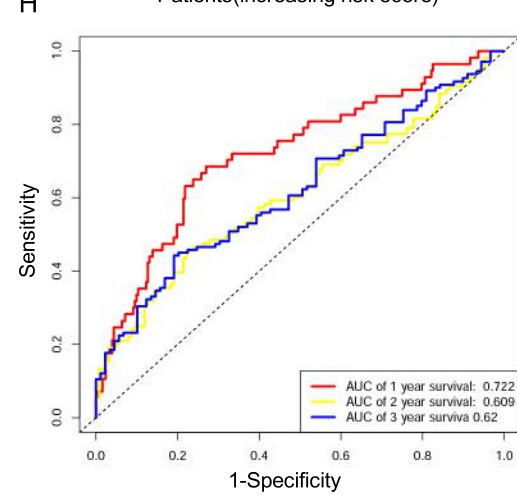 H
Patients(increasing risk score)
1.0
0.8
0.6
0.4
0.2
0.0
Sensitivity
AUC of 1 year survival: 0.722
AUC of 2 year survival: 0.609
AUC of 3 year surviva 0.62
0.0 0.2 0.4 0.6 0.8 1.0
1-Specificity